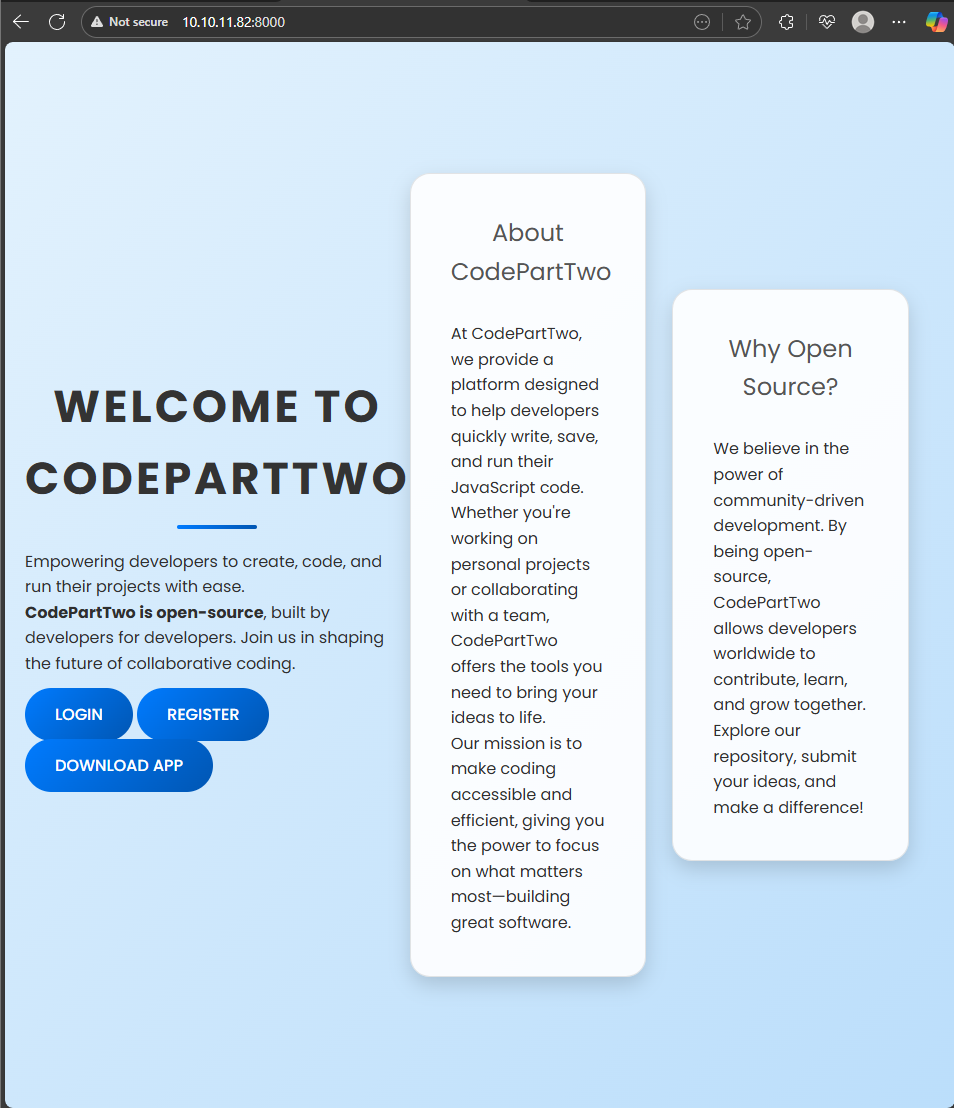 Not secure
10.10.11.82:8000
WELCOME TO
CODEPARTTWO
Empowering developers to create, code, and
run their projects with ease.
CodePartTwo is open-source, built by
developers for developers. Join us in shaping
the future of collaborative coding.
LOGIN
REGISTER
DOWNLOAD APP
About
CodePartTwo
At CodePartTwo,
we provide a
platform designed
to help developers
quickly write, save,
and run their
JavaScript code.
Whether you're
working on
personal projects
or collaborating
with a team,
CodePartTwo
offers the tools you
need to bring your
ideas to life.
Our mission is to
make coding
accessible and
efficient, giving you
the power to focus
on what matters
most—building
great software.
Why Open
Source?
We believe in the
power of
community-driven
development. By
being open-
source,
CodePartTwo
allows developers
worldwide to
contribute, learn,
and grow together.
Explore our
repository, submit
your ideas, and
make a difference!